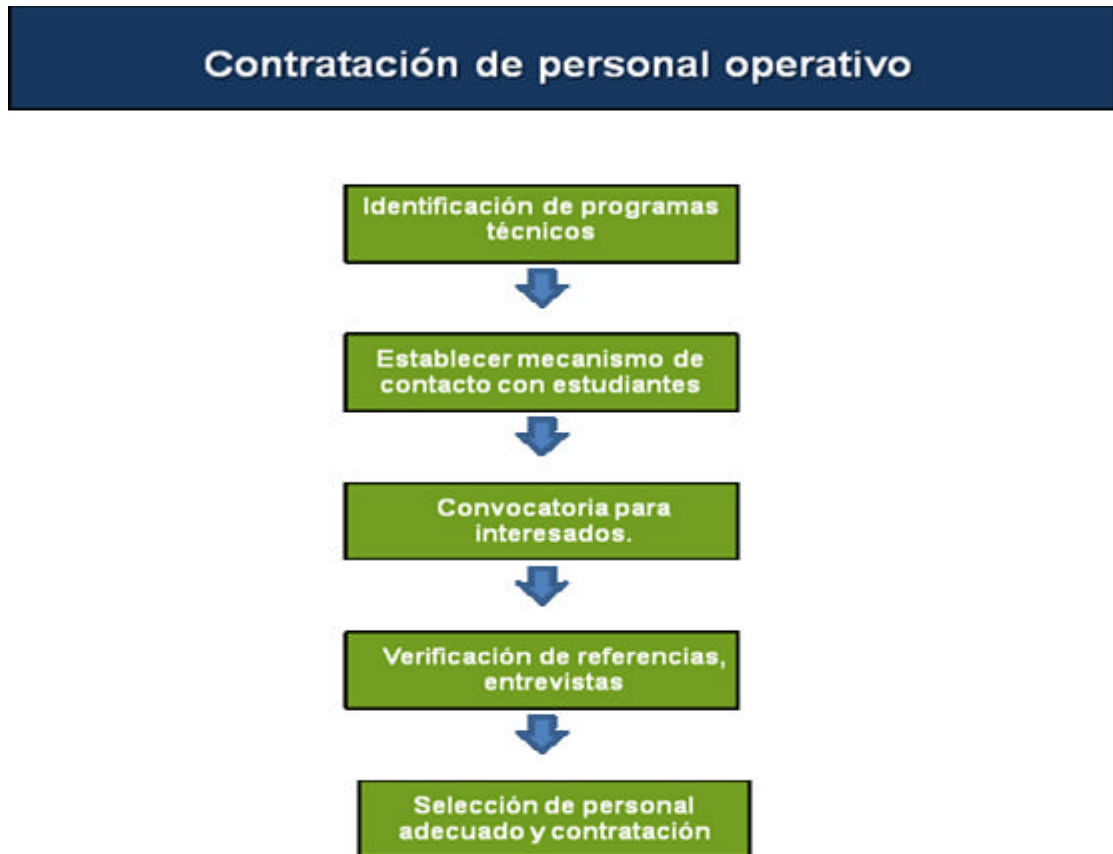 Contratación de personal operativo
Identificación de programas
técnicos
Establecer mecanismo de
contacto con estudiantes
Convocatoria para
interesados.
Verificación de referencias,
entrevistas
Selección de personal
adecuado y contratación